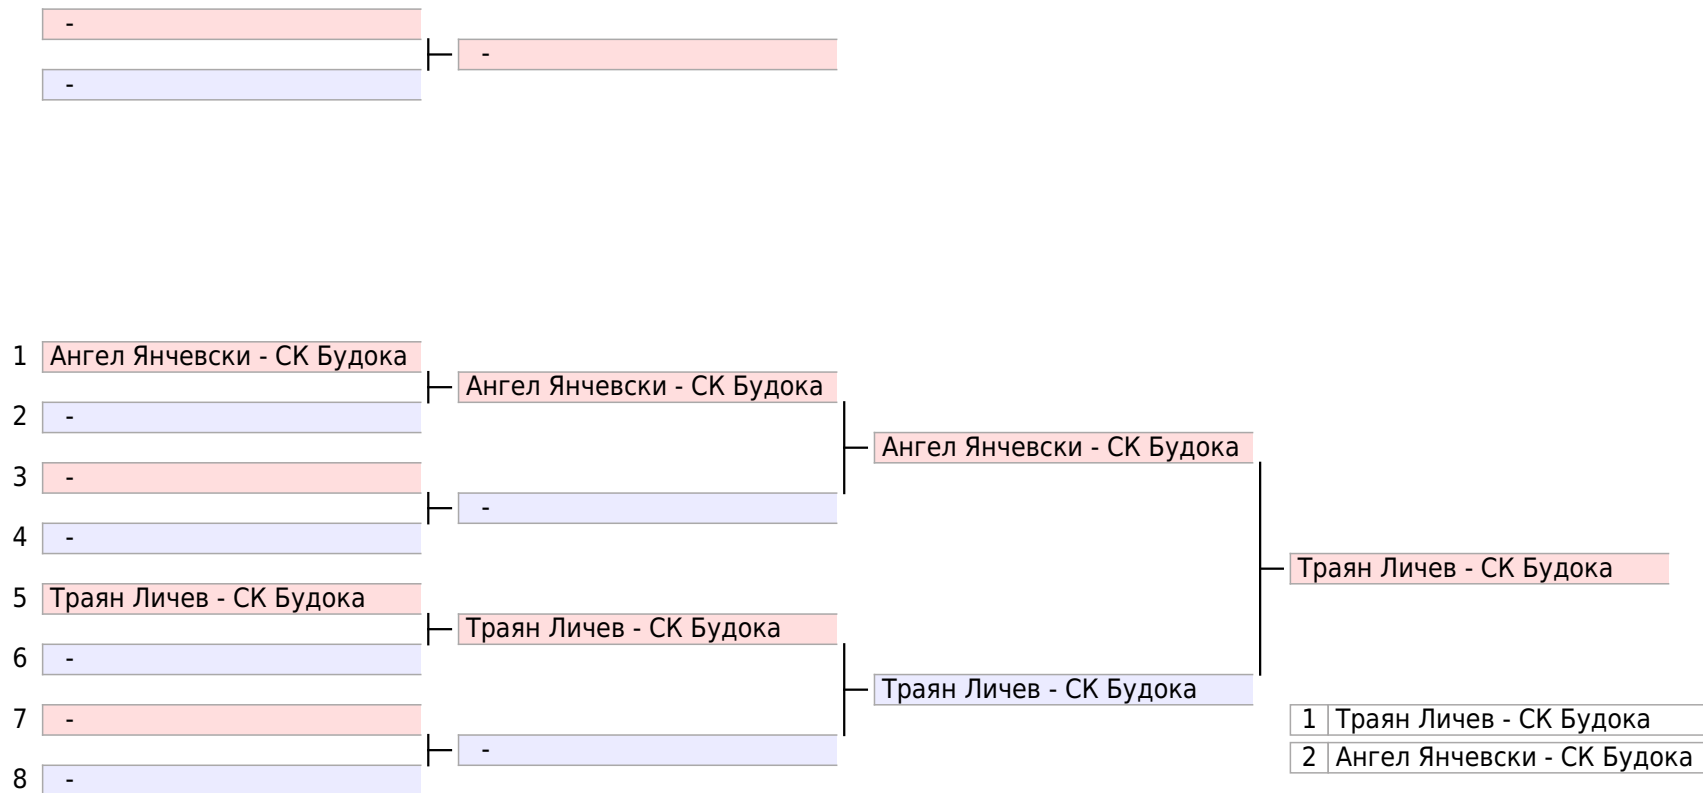 -
-
-
1 Ангел Янчевски - СК Будока
Ангел Янчевски - СК Будока
2 -
Ангел Янчевски - СК Будока
3 -
-
4 -
Траян Личев - СК Будока
5 Траян Личев - СК Будока
Траян Личев - СК Будока
6 -
Траян Личев - СК Будока
7 -
1 Траян Личев - СК Будока
-
2 Ангел Янчевски - СК Будока
8 -